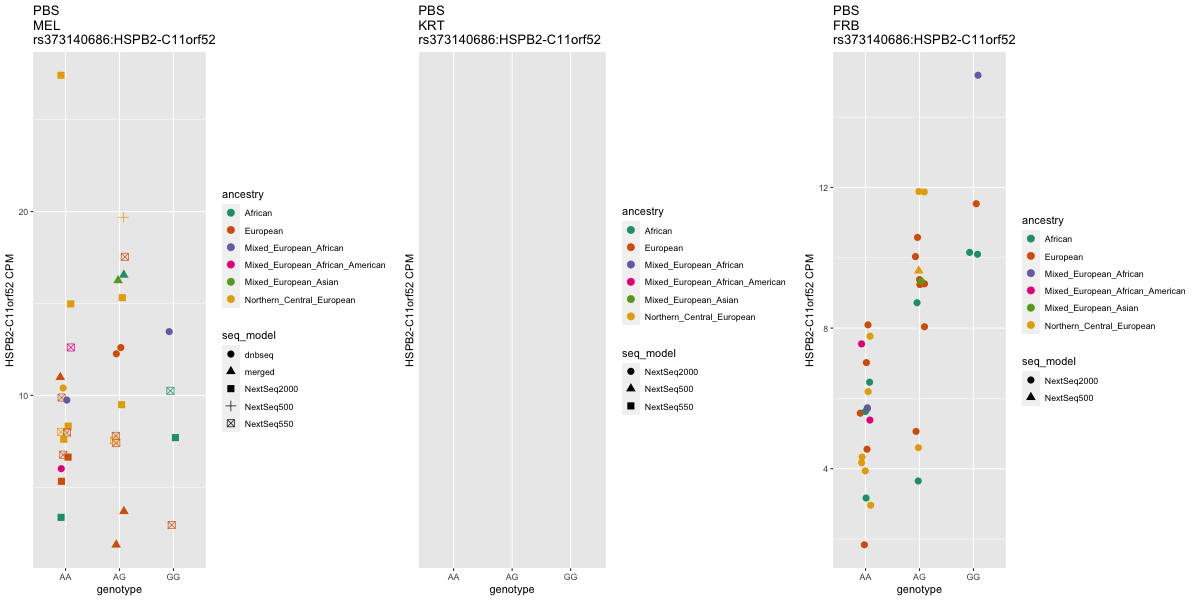 PBS
MEL
rs373140686:HSPB2-C11orf52
HSPB2-C11orf52 CPM
20
10
AA
AG
GG
genotype
ancestry
African
European
Mixed_European_African
Mixed_European_African_American
Mixed_European_Asian
Northern_Central_European
seq_model
dnbseq
merged
NextSeq2000
NextSeq500
NextSeq550
PBS
KRT
rs373140686:HSPB2-C11orf52
HSPB2-C11orf52 CPM
AA
AG
GG
genotype
ancestry
African
European
Mixed_European_African
Mixed_European_African_American
Mixed_European_Asian
Northern_Central_European
seq_model
NextSeq2000
NextSeq500
NextSeq550
PBS
FRB
rs373140686:HSPB2-C11orf52
HSPB2-C11orf52 CPM
12
8
4
AA
AG
GG
genotype
ancestry
African
European
Mixed_European_African
Mixed_European_African_American
Mixed_European_Asian
Northern_Central_European
seq_model
NextSeq2000
NextSeq500